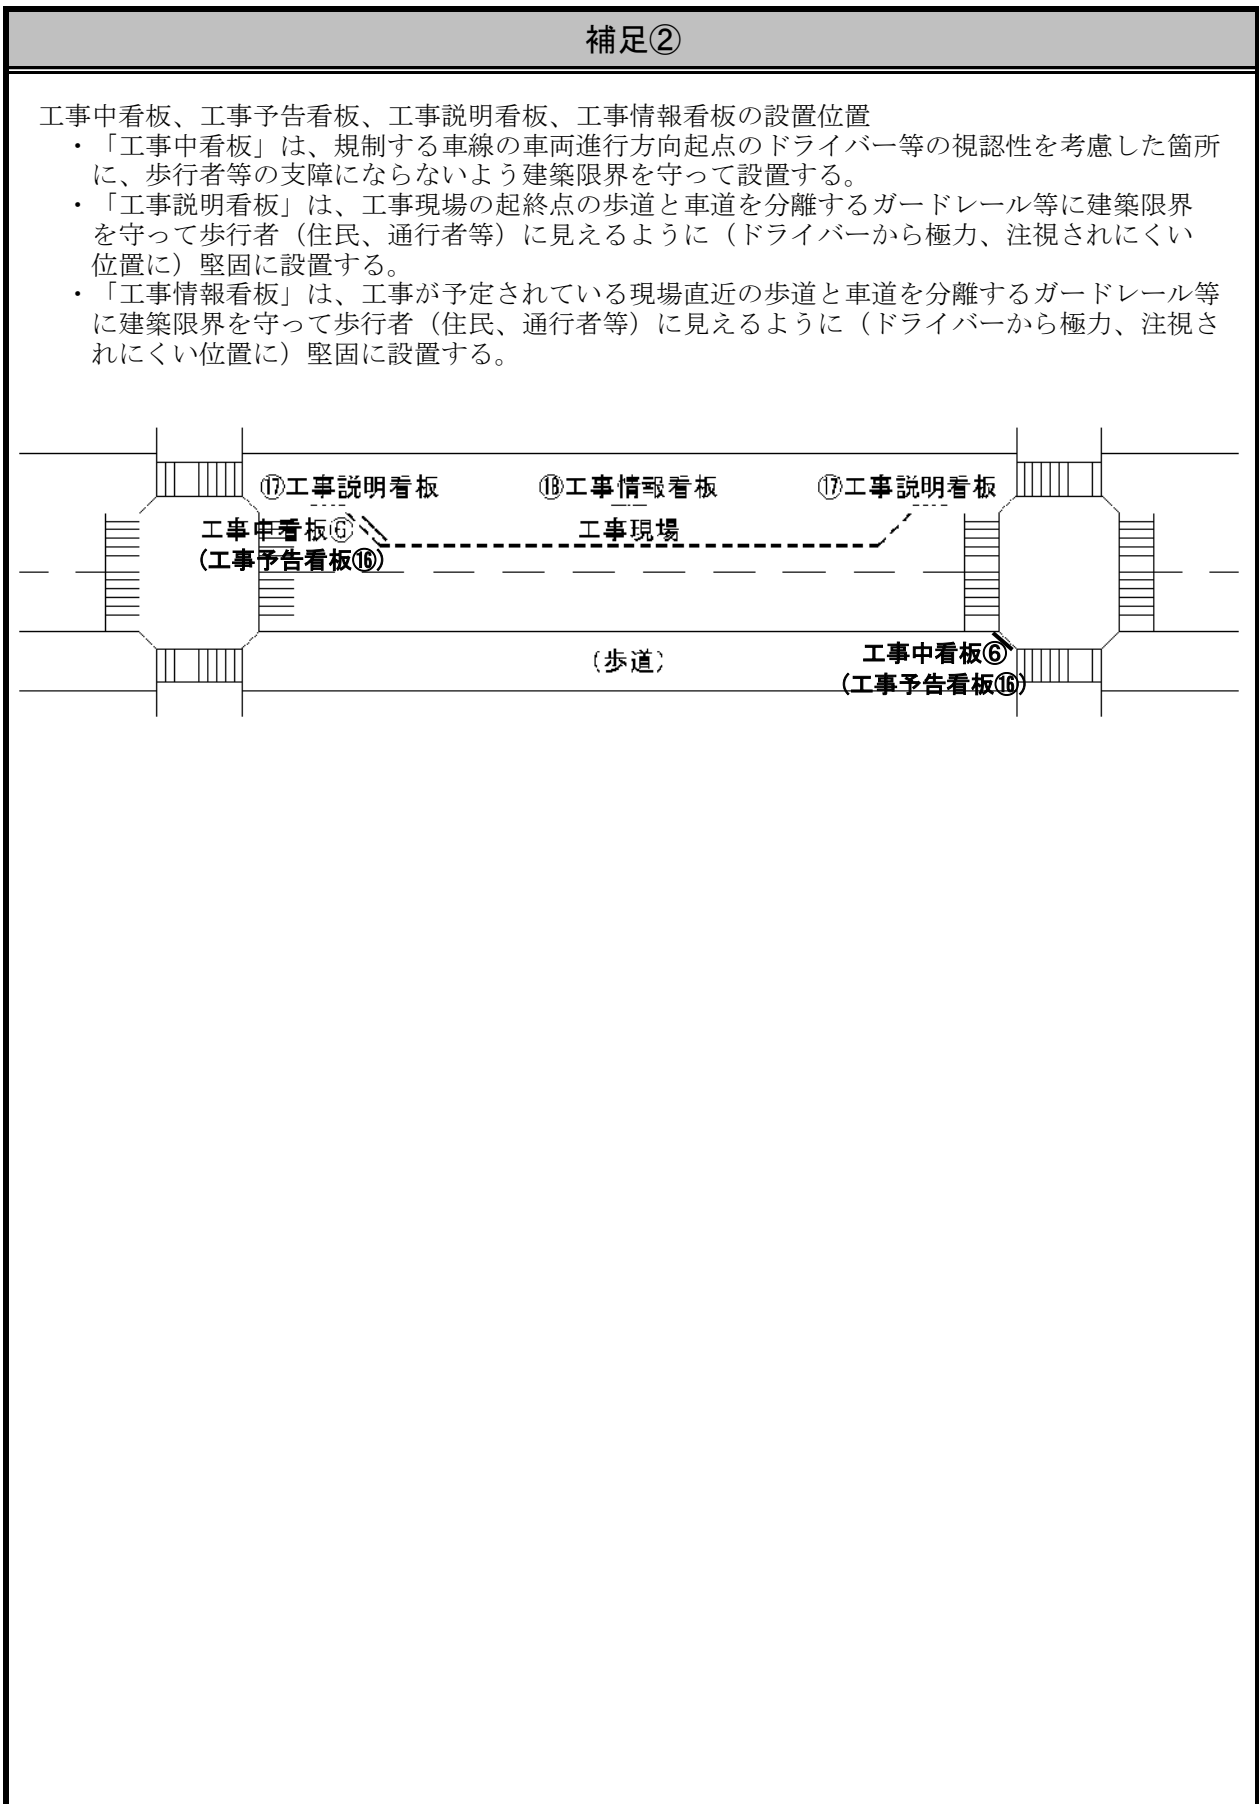 補足②
工事中看板、工事予告看板、工事説明看板、工事情報看板の設置位置
・「工事中看板」は、規制する車線の車両進行方向起点のドライバー等の視認性を考慮した箇所
に、歩行者等の支障にならないよう建築限界を守って設置する。
・「工事説明看板」は、工事現場の起終点の歩道と車道を分離するガードレール等に建築限界
を守って歩行者（住民、通行者等）に見えるように（ドライバーから極力、注視されにくい
位置に）堅固に設置する。
・「工事情報看板」は、工事が予定されている現場直近の歩道と車道を分離するガードレール等
に建築限界を守って歩行者（住民、通行者等）に見えるように（ドライバーから極力、注視さ
れにくい位置に）堅固に設置する。
⑰工事説明看板 ⑱工事情報看板 ⑰工事説明看板
工事中看板⑥ 工事現場
（工事予告看板⑯）
（歩道） 工事中看板⑥
（工事予告看板⑯）